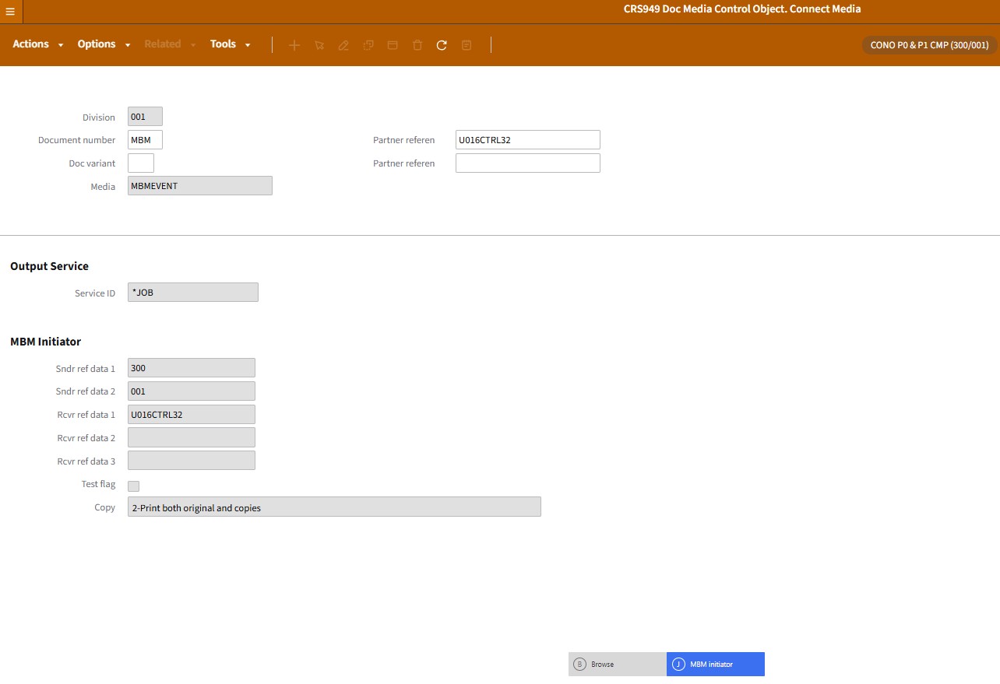 CRS949 Doc Media Control Object. Connect Media
Actions Options Related Tools CONO P0 & P1 CMP (300/001)
Division 001
Document number MBM Partner referen U016CTRL32
Doc variant Partner referen
Media MBMEVENT
Output Service
Service ID *JOB
MBM Initiator
Sndr ref data 1 300
Sndr ref data 2 001
Rcvr ref data 1 U016CTRL32
Rcvr ref data 2
Rcvr ref data 3
Test flag
Copy 2-Print both original and copies
B Browse J MBM initiator